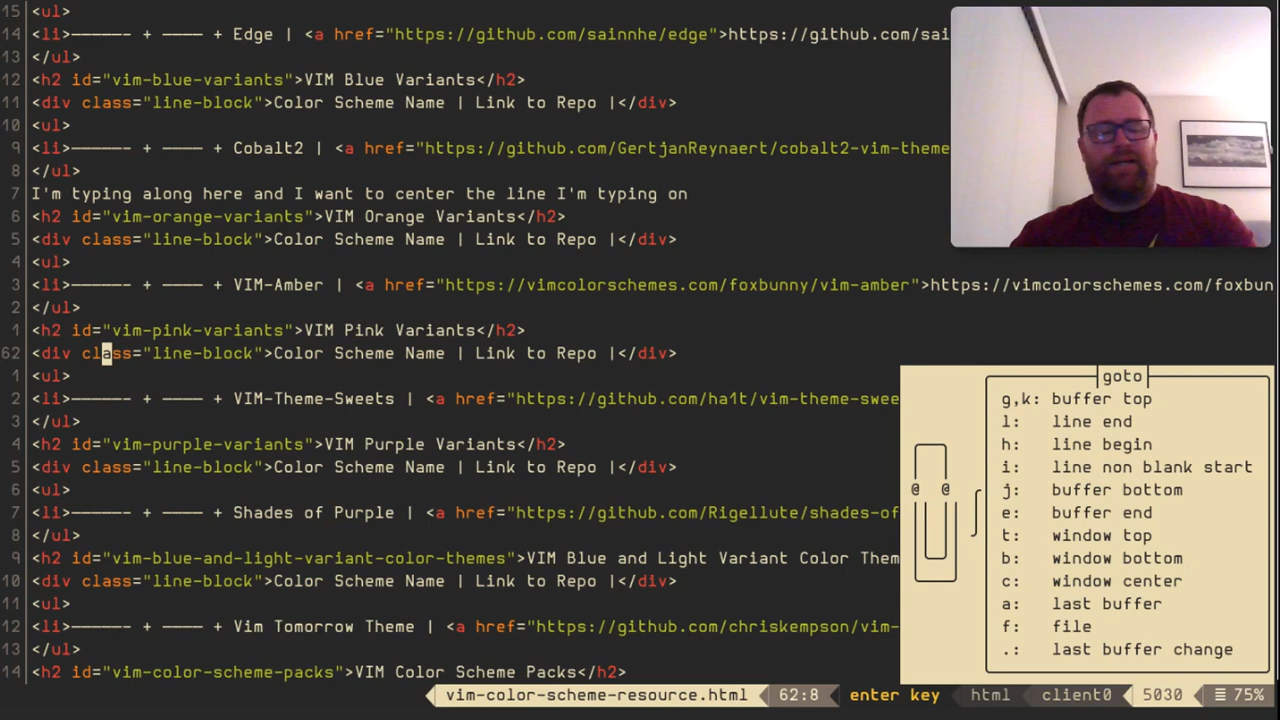 15 <ul>
14 <li>—————— + ———— + Edge | <a href="https://github.com/sainnhe/edge">https://github.com/sai
13 </ul>
12 <h2 id="vim-blue-variants">VIM Blue Variants</h2>
11 <div class="line-block">Color Scheme Name | Link to Repo |</div>
10 <ul>
9 <li>—————— + ———— + Cobalt2 | <a href="https://github.com/GertjanReynaert/cobalt2-vim-theme
8 </ul>
7 I'm typing along here and I want to center the line I'm typing on
6 <h2 id="vim-orange-variants">VIM Orange Variants</h2>
5 <div class="line-block">Color Scheme Name | Link to Repo |</div>
4 <ul>
3 <li>—————— + ———— + VIM-Amber | <a href="https://vimcolorschemes.com/foxbunny/vim-amber">https://vimcolorschemes.com/foxbun
2 </ul>
1 <h2 id="vim-pink-variants">VIM Pink Variants</h2>
62 <div class="line-block">Color Scheme Name | Link to Repo |</div>
1 <ul>
2 <li>—————— + ———— + VIM-Theme-Sweets | <a href="https://github.com/ha1t/vim-theme-swee
3 </ul>
4 <h2 id="vim-purple-variants">VIM Purple Variants</h2>
5 <div class="line-block">Color Scheme Name | Link to Repo |</div>
6 <ul>
7 <li>—————— + ———— + Shades of Purple | <a href="https://github.com/Rigellute/shades-of
8 </ul>
9 <h2 id="vim-blue-and-light-variant-color-themes">VIM Blue and Light Variant Color Them
10 <div class="line-block">Color Scheme Name | Link to Repo |</div>
11 <ul>
12 <li>—————— + ———— + Vim Tomorrow Theme | <a href="https://github.com/chriskempson/vim-
13 </ul>
14 <h2 id="vim-color-scheme-packs">VIM Color Scheme Packs</h2>
goto
g,k: buffer top
l: line end
h: line begin
i: line non blank start
j: buffer bottom
e: buffer end
t: window top
b: window bottom
c: window center
a: last buffer
f: file
.: last buffer change
vim-color-scheme-resource.html 62:8 enter key html client0 5030 ≣ 75%